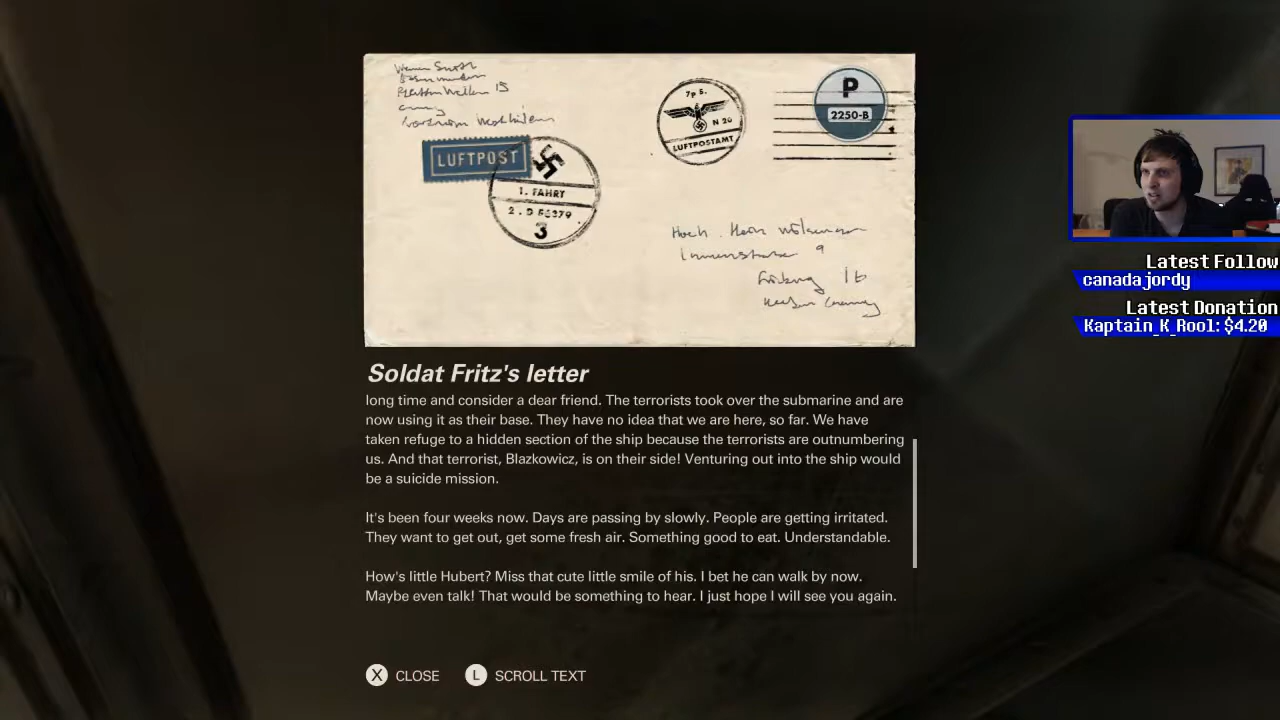 15
LUFTPOST
1. FAHRT
3
7p 5.
N 20
LUFTPOSTAMT
P
2250-B
9
16
Soldat Fritz's letter
long time and consider a dear friend. The terrorists took over the submarine and are
now using it as their base. They have no idea that we are here, so far. We have
taken refuge to a hidden section of the ship because the terrorists are outnumbering
us. And that terrorist, Blazkowicz, is on their side! Venturing out into the ship would
be a suicide mission.
It's been four weeks now. Days are passing by slowly. People are getting irritated.
They want to get out, get some fresh air. Something good to eat. Understandable.
How's little Hubert? Miss that cute little smile of his. I bet he can walk by now.
Maybe even talk! That would be something to hear. I just hope I will see you again.
X CLOSE L SCROLL TEXT
Latest Follow
canadajordy
Latest Donation
Kaptain_K_Rool: $4.20